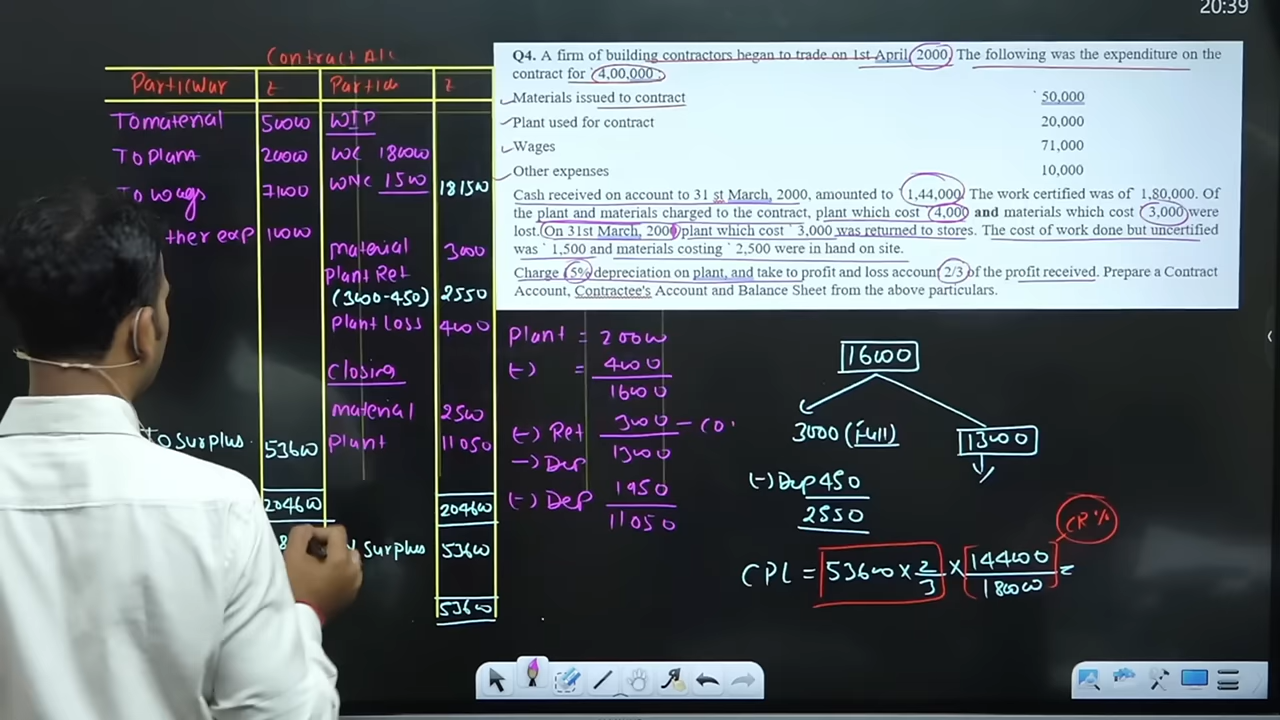 20:39
Contract A/c
Particular ₹ Particu ₹
To material 50000 WIP
To Plant 20000 WC 180000
To wages 71000 WNC 1500 181500
ther exp 10000
Material 3000
Plant Ret
(3000-450) 2550
Plant Loss 4000
Closing
Material 2500
To Surplus 53600 Plant 11050
204600 204600
Surplus 53600
53600
Q4. A firm of building contractors began to trade on 1st April, 2000. The following was the expenditure on the
contract for ` 4,00,000 :
Materials issued to contract ` 50,000
Plant used for contract 20,000
Wages 71,000
Other expenses 10,000
Cash received on account to 31 st March, 2000, amounted to ` 1,44,000. The work certified was of ` 1,80,000. Of
the plant and materials charged to the contract, plant which cost ` 4,000 and materials which cost ` 3,000 were
lost. On 31st March, 2000 plant which cost ` 3,000 was returned to stores. The cost of work done but uncertified
was ` 1,500 and materials costing ` 2,500 were in hand on site.
Charge 15% depreciation on plant, and take to profit and loss account 2/3 of the profit received. Prepare a Contract
Account, Contractee's Account and Balance Sheet from the above particulars.
Plant = 20000
(-) = 4000
16000
(-) Ret 3000
-) Dep 13000
(-) Dep 1950
11050
16000
3000 (Full) 13000
(-) Dep 450
2550
CPL = 53600 × 2/3 × 144000/180000 =
CR%